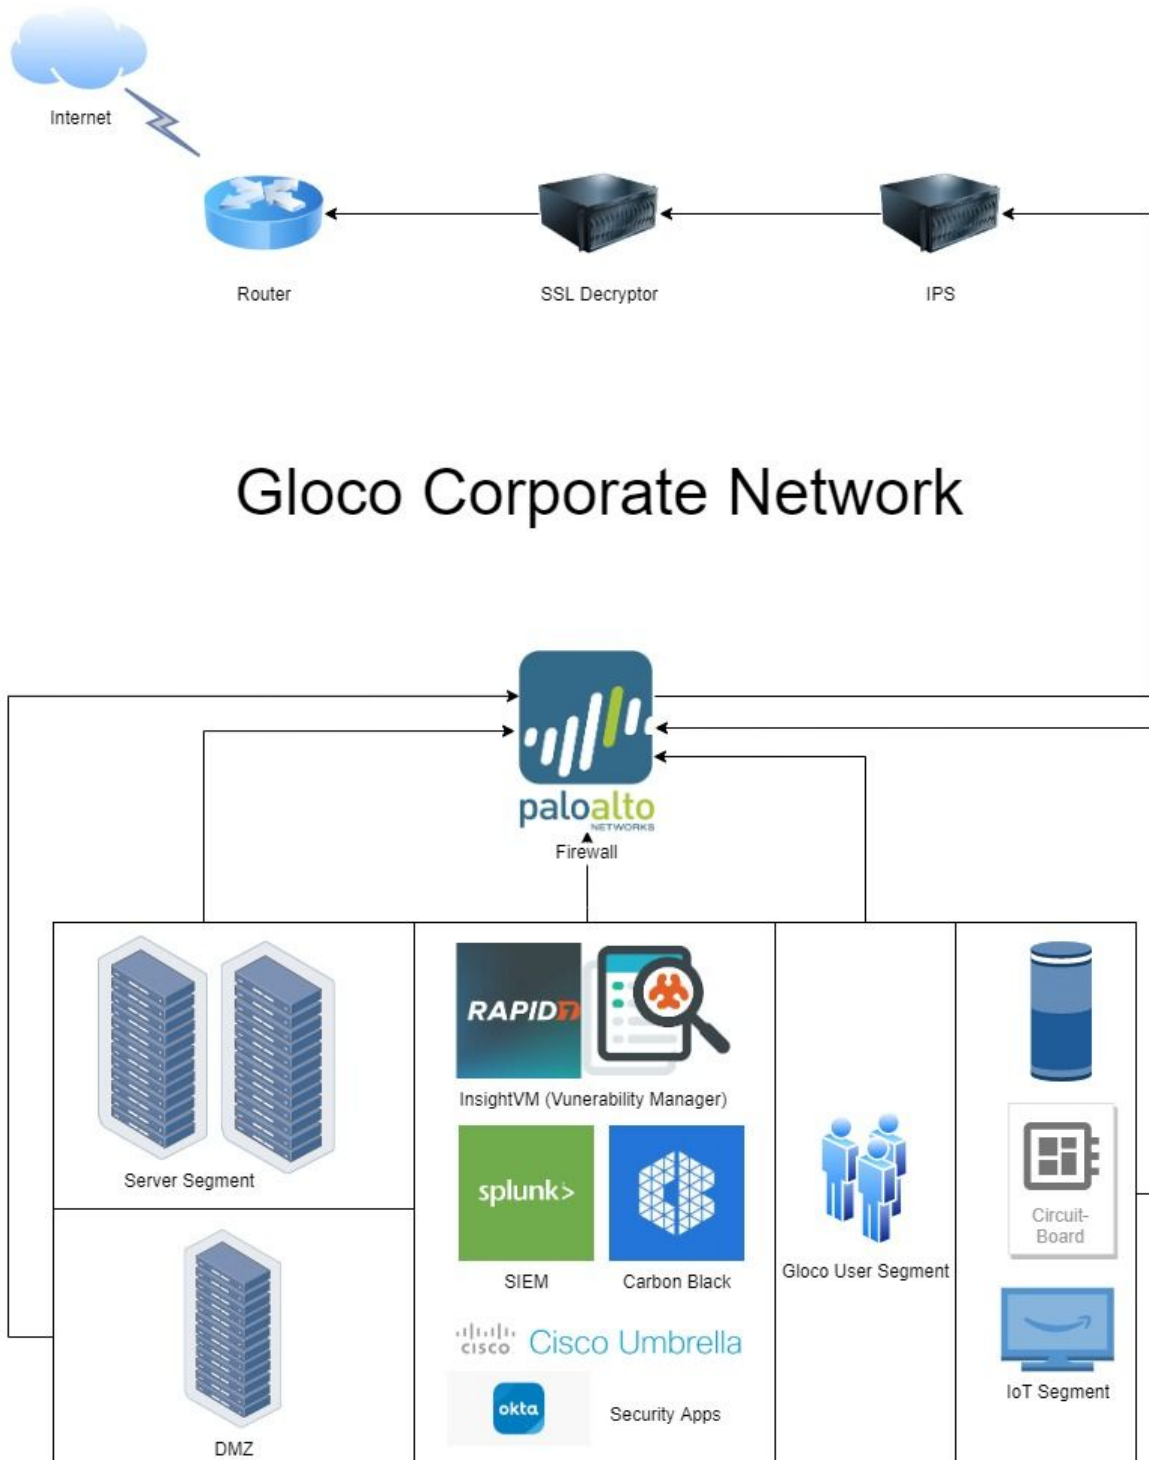 Internet
Router
SSL Decryptor
IPS
Gloco Corporate Network
paloalto
NETWORKS
Firewall
Server Segment
DMZ
RAPID7
InsightVM (Vunerability Manager)
splunk>
SIEM
Carbon Black
cisco
Cisco Umbrella
okta
Security Apps
Gloco User Segment
Circuit-
Board
IoT Segment